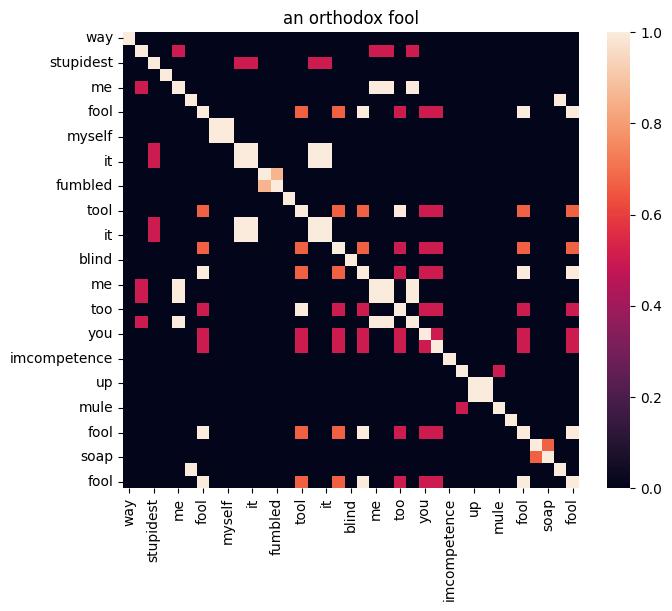 an orthodox fool
way
stupidest
me
fool
myself
it
fumbled
tool
it
blind
me
too
you
imcompetence
up
mule
fool
soap
fool
way
stupidest
me
fool
myself
it
fumbled
tool
it
blind
me
too
you
imcompetence
up
mule
fool
soap
fool
1.0
0.8
0.6
0.4
0.2
0.0